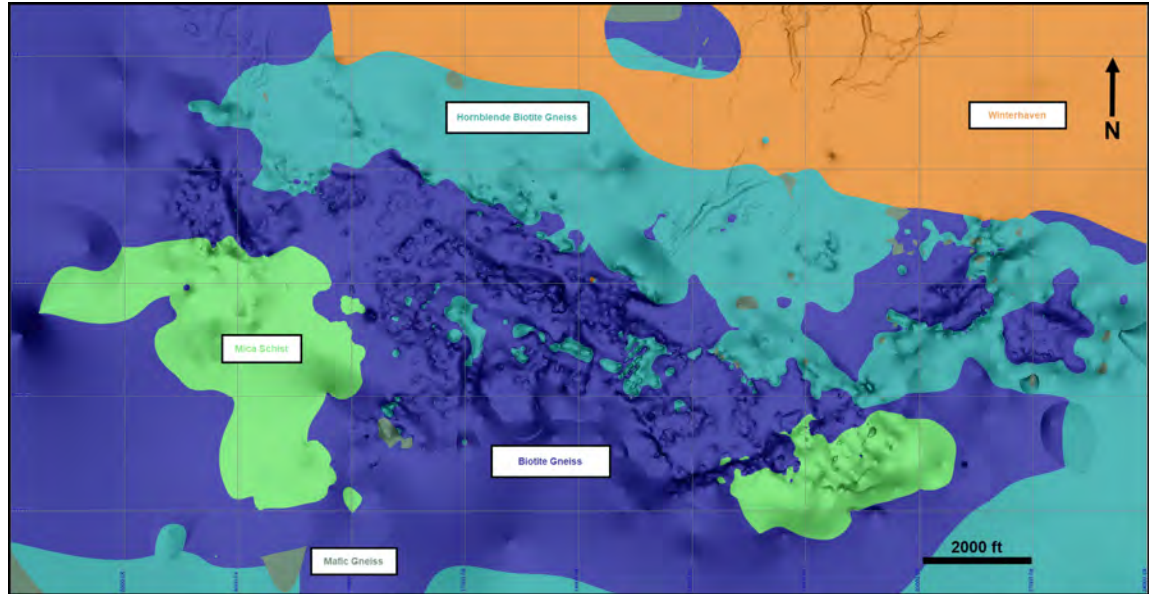 Hornblende Biotite Gneiss
Winterhaven
N
Mica Schist
Biotite Gneiss
2000 ft
Mafic Gneiss